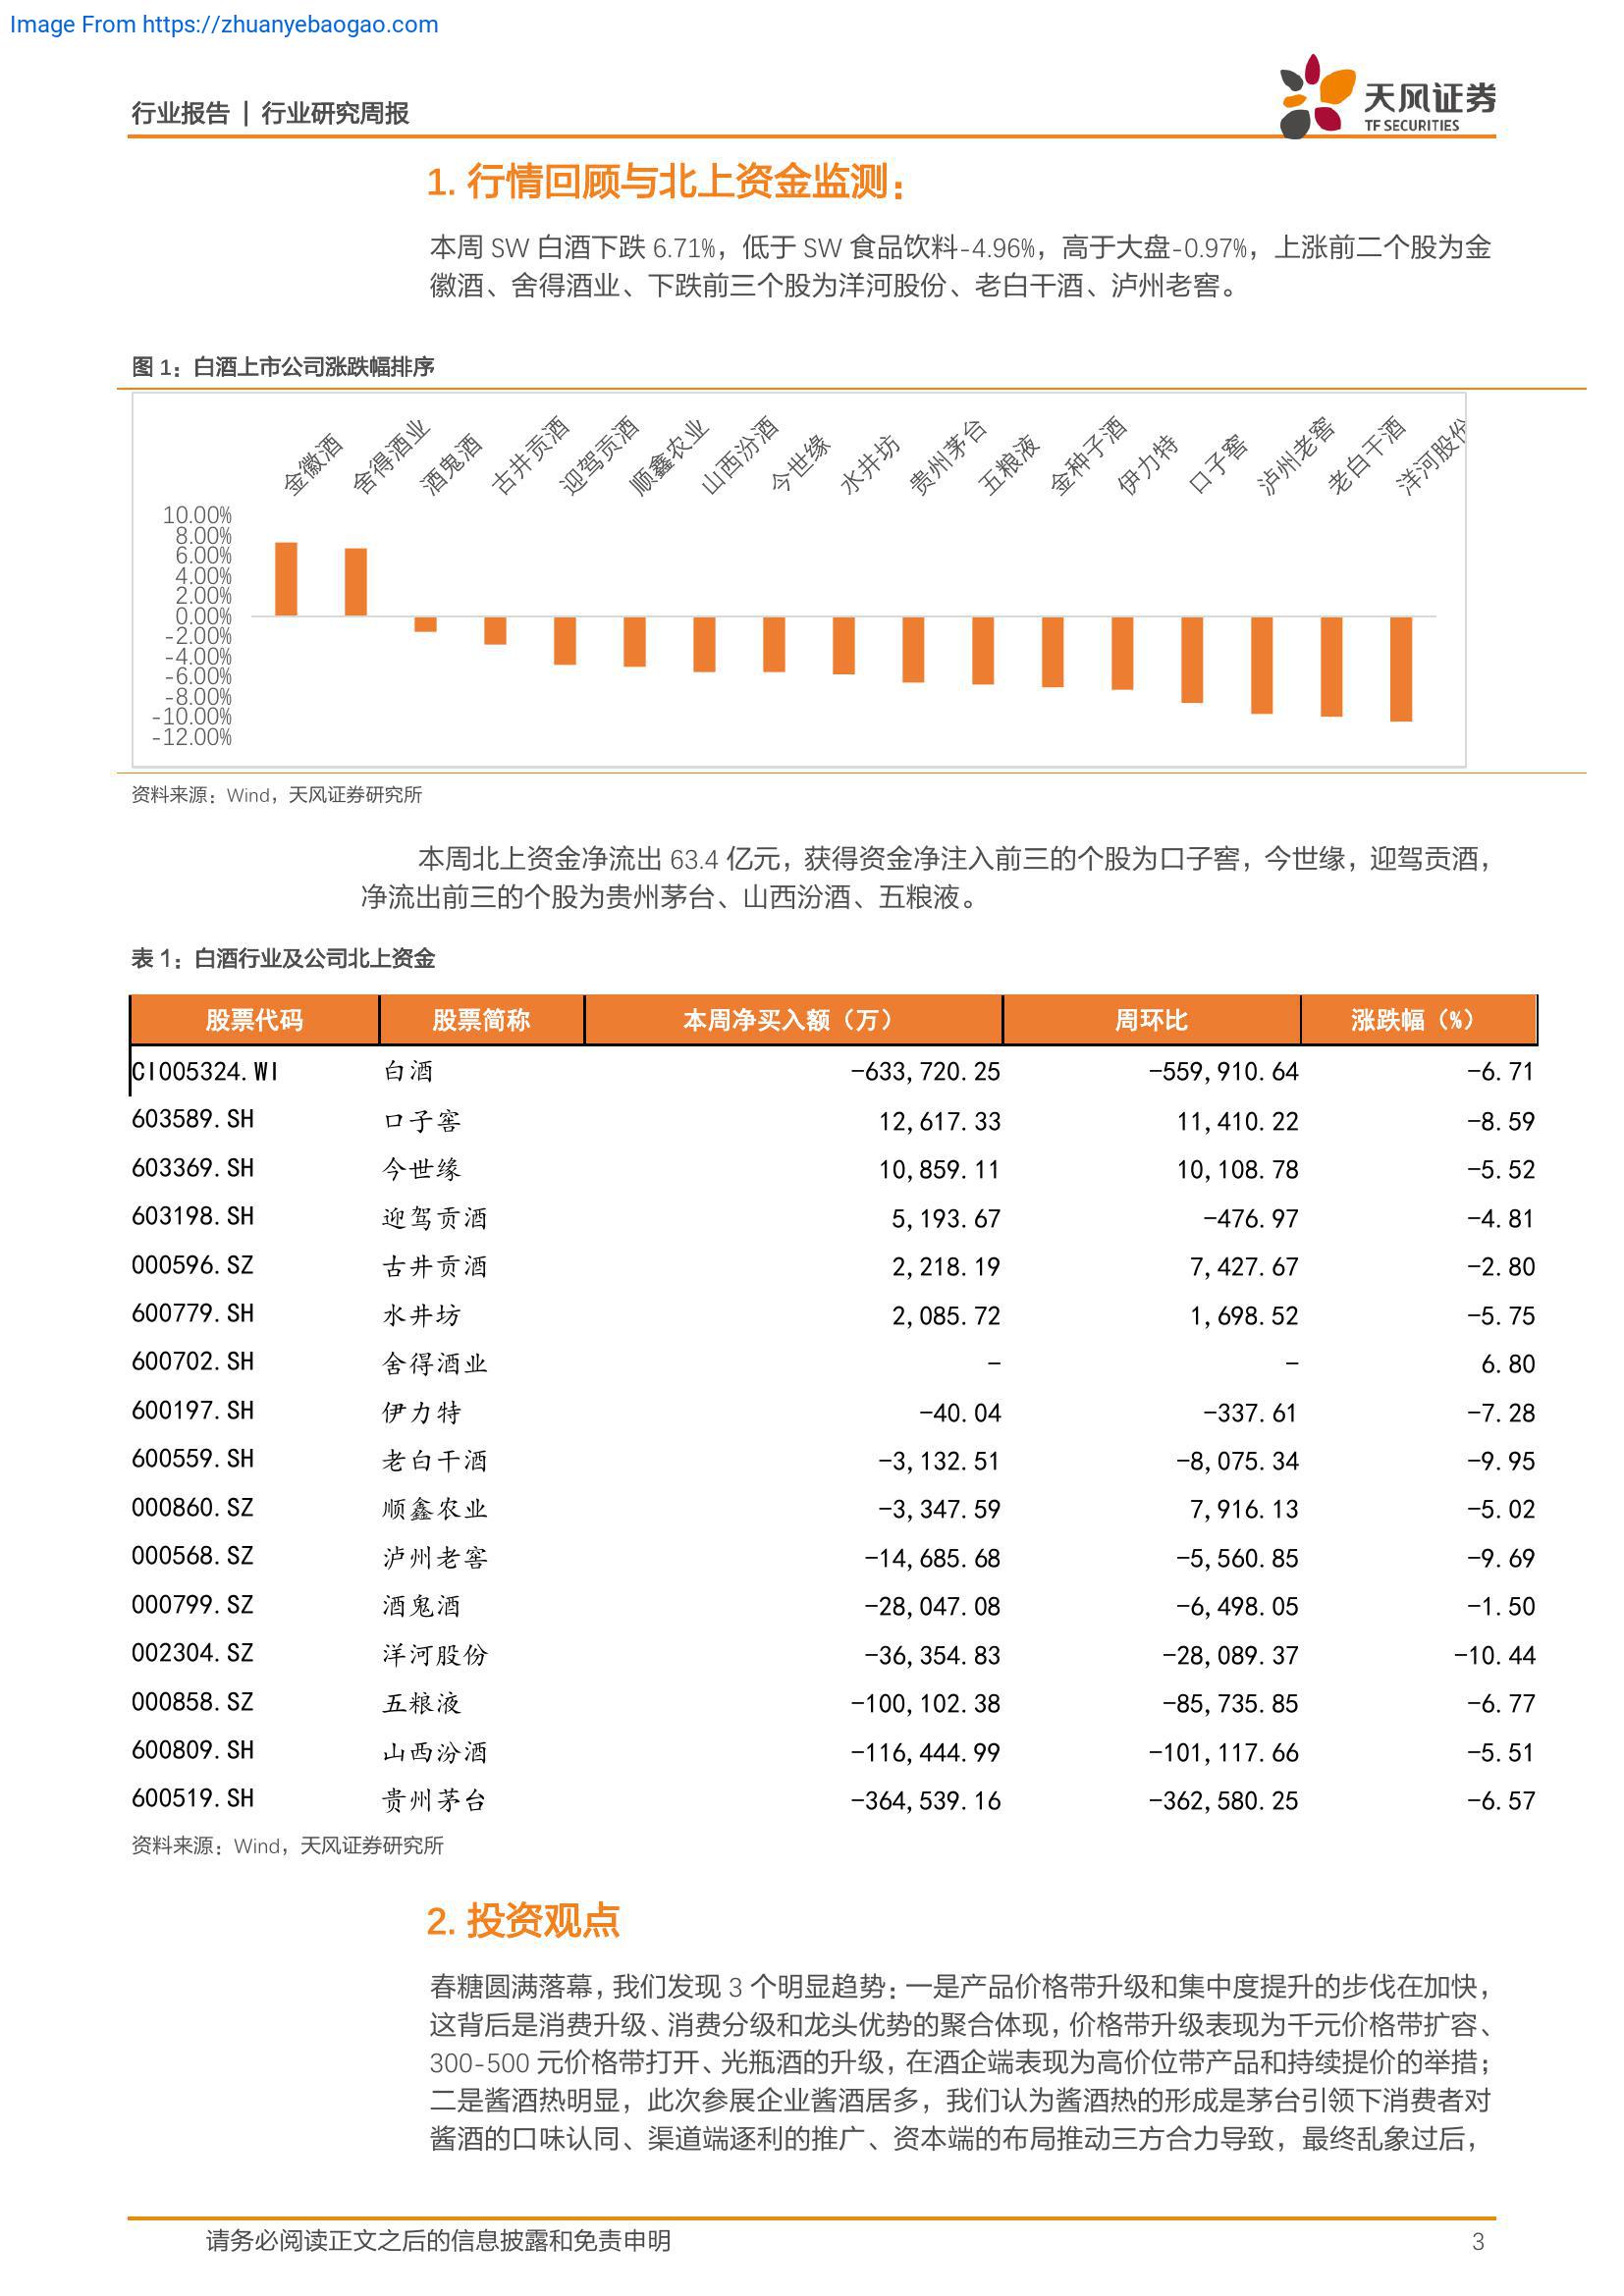 Image From https://zhuanyebaogao.com
行业报告 | 行业研究周报
天风证券
TF SECURITIES
1. 行情回顾与北上资金监测：
本周 SW 白酒下跌 6.71%，低于 SW 食品饮料-4.96%，高于大盘-0.97%，上涨前二个股为金
徽酒、舍得酒业、下跌前三个股为洋河股份、老白干酒、泸州老窖。
图 1：白酒上市公司涨跌幅排序
金徽酒 舍得酒业 酒鬼酒 古井贡酒 迎驾贡酒 顺鑫农业 山西汾酒 今世缘 水井坊 贵州茅台 五粮液 金种子酒 伊力特 口子窖 泸州老窖 老白干酒 洋河股份
10.00%
8.00%
6.00%
4.00%
2.00%
0.00%
-2.00%
-4.00%
-6.00%
-8.00%
-10.00%
-12.00%
资料来源：Wind，天风证券研究所
本周北上资金净流出 63.4 亿元，获得资金净注入前三的个股为口子窖，今世缘，迎驾贡酒，
净流出前三的个股为贵州茅台、山西汾酒、五粮液。
表 1：白酒行业及公司北上资金
股票代码 股票简称 本周净买入额（万） 周环比 涨跌幅（%）
CI005324.WI 白酒 -633,720.25 -559,910.64 -6.71
603589.SH 口子窖 12,617.33 11,410.22 -8.59
603369.SH 今世缘 10,859.11 10,108.78 -5.52
603198.SH 迎驾贡酒 5,193.67 -476.97 -4.81
000596.SZ 古井贡酒 2,218.19 7,427.67 -2.80
600779.SH 水井坊 2,085.72 1,698.52 -5.75
600702.SH 舍得酒业 - - 6.80
600197.SH 伊力特 -40.04 -337.61 -7.28
600559.SH 老白干酒 -3,132.51 -8,075.34 -9.95
000860.SZ 顺鑫农业 -3,347.59 7,916.13 -5.02
000568.SZ 泸州老窖 -14,685.68 -5,560.85 -9.69
000799.SZ 酒鬼酒 -28,047.08 -6,498.05 -1.50
002304.SZ 洋河股份 -36,354.83 -28,089.37 -10.44
000858.SZ 五粮液 -100,102.38 -85,735.85 -6.77
600809.SH 山西汾酒 -116,444.99 -101,117.66 -5.51
600519.SH 贵州茅台 -364,539.16 -362,580.25 -6.57
资料来源：Wind，天风证券研究所
2. 投资观点
春糖圆满落幕，我们发现 3 个明显趋势：一是产品价格带升级和集中度提升的步伐在加快，
这背后是消费升级、消费分级和龙头优势的聚合体现，价格带升级表现为千元价格带扩容、
300-500 元价格带打开、光瓶酒的升级，在酒企端表现为高价位带产品和持续提价的举措；
二是酱酒热明显，此次参展企业酱酒居多，我们认为酱酒热的形成是茅台引领下消费者对
酱酒的口味认同、渠道端逐利的推广、资本端的布局推动三方合力导致，最终乱象过后，
请务必阅读正文之后的信息披露和免责申明
3